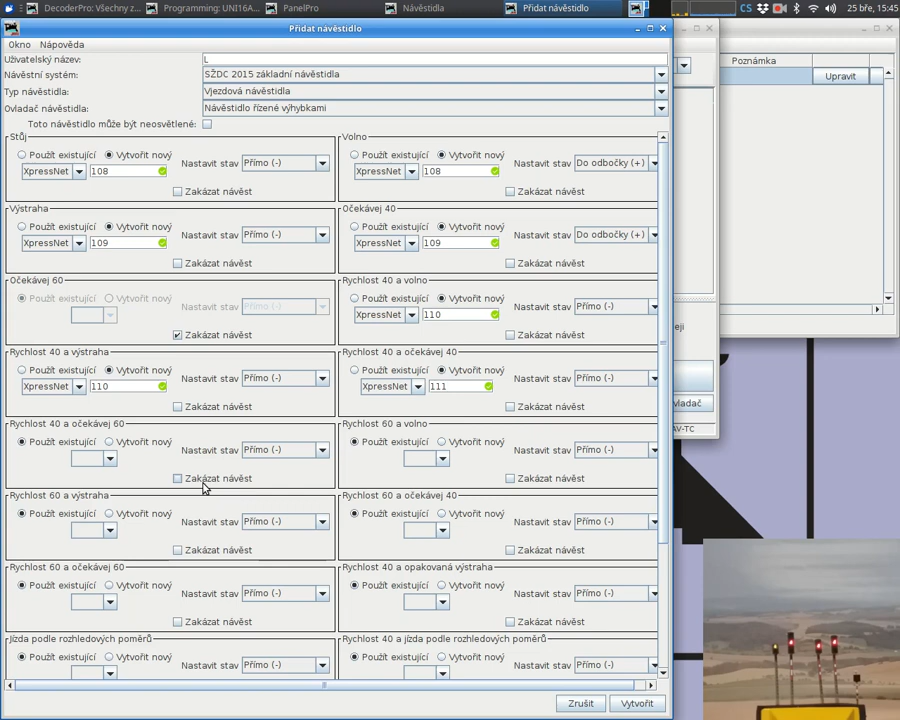 DecoderPro: Všechny z...
Programming: UNI16A...
PanelPro
Návěstidla
Přidat návěstidlo
CS
25 bře, 15:45
Přidat návěstidlo
Okno Nápověda
Uživatelský název: L
Návěstní systém: SŽDC 2015 základní návěstidla
Typ návěstidla: Vjezdová návěstidla
Ovladač návěstidla: Návěstidlo řízené výhybkami
Toto návěstidlo může být neosvětlené:
Stůj
Použít existující Vytvořit nový
XpressNet 108
Nastavit stav Přímo (-)
Zakázat návěst
Volno
Použít existující Vytvořit nový
XpressNet 108
Nastavit stav Do odbočky (+)
Zakázat návěst
Výstraha
Použít existující Vytvořit nový
XpressNet 109
Nastavit stav Přímo (-)
Zakázat návěst
Očekávej 40
Použít existující Vytvořit nový
XpressNet 109
Nastavit stav Do odbočky (+)
Zakázat návěst
Očekávej 60
Použít existující Vytvořit nový
Nastavit stav Přímo (-)
Zakázat návěst
Rychlost 40 a volno
Použít existující Vytvořit nový
XpressNet 110
Nastavit stav Přímo (-)
Zakázat návěst
Rychlost 40 a výstraha
Použít existující Vytvořit nový
XpressNet 110
Nastavit stav Přímo (-)
Zakázat návěst
Rychlost 40 a očekávej 40
Použít existující Vytvořit nový
XpressNet 111
Nastavit stav Přímo (-)
Zakázat návěst
Rychlost 40 a očekávej 60
Použít existující Vytvořit nový
Nastavit stav Přímo (-)
Zakázat návěst
Rychlost 60 a volno
Použít existující Vytvořit nový
Nastavit stav Přímo (-)
Zakázat návěst
Rychlost 60 a výstraha
Použít existující Vytvořit nový
Nastavit stav Přímo (-)
Zakázat návěst
Rychlost 60 a očekávej 40
Použít existující Vytvořit nový
Nastavit stav Přímo (-)
Zakázat návěst
Rychlost 60 a očekávej 60
Použít existující Vytvořit nový
Nastavit stav Přímo (-)
Zakázat návěst
Rychlost 40 a opakovaná výstraha
Použít existující Vytvořit nový
Nastavit stav Přímo (-)
Zakázat návěst
Jízda podle rozhledových poměrů
Použít existující Vytvořit nový
Nastavit stav Přímo (-)
Rychlost 40 a jízda podle rozhledových poměrů
Použít existující Vytvořit nový
Nastavit stav Přímo (-)
Zrušit Vytvořit
Poznámka
Upravit
eji
vladač
AV-TC